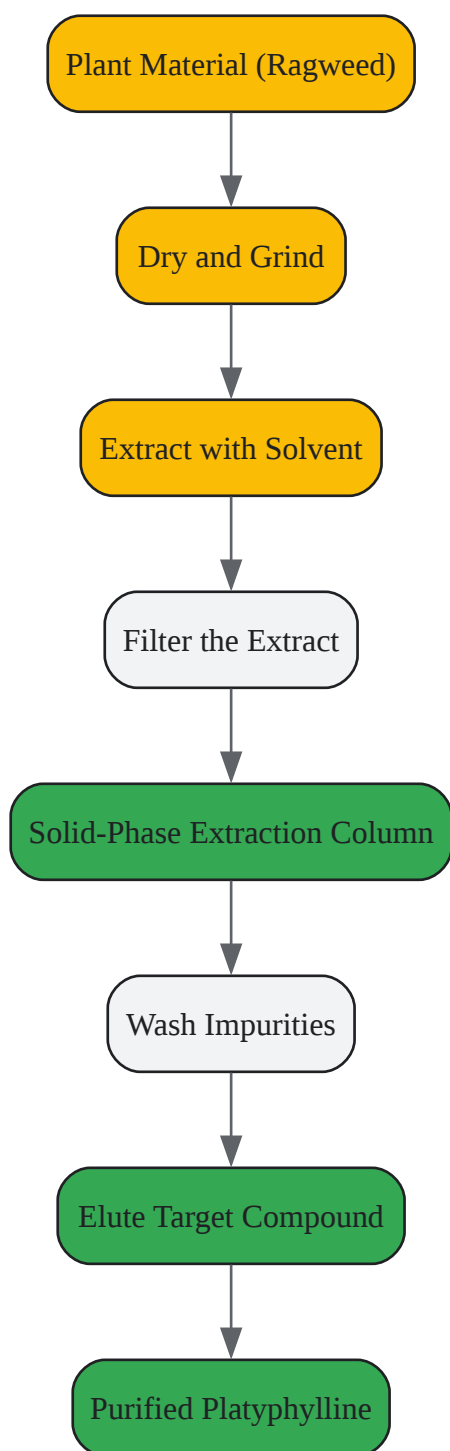 Plant Material (Ragweed)
Dry and Grind
Extract with Solvent
Filter the Extract
Solid-Phase Extraction Column
Wash Impurities
Elute Target Compound
Purified Platyphylline